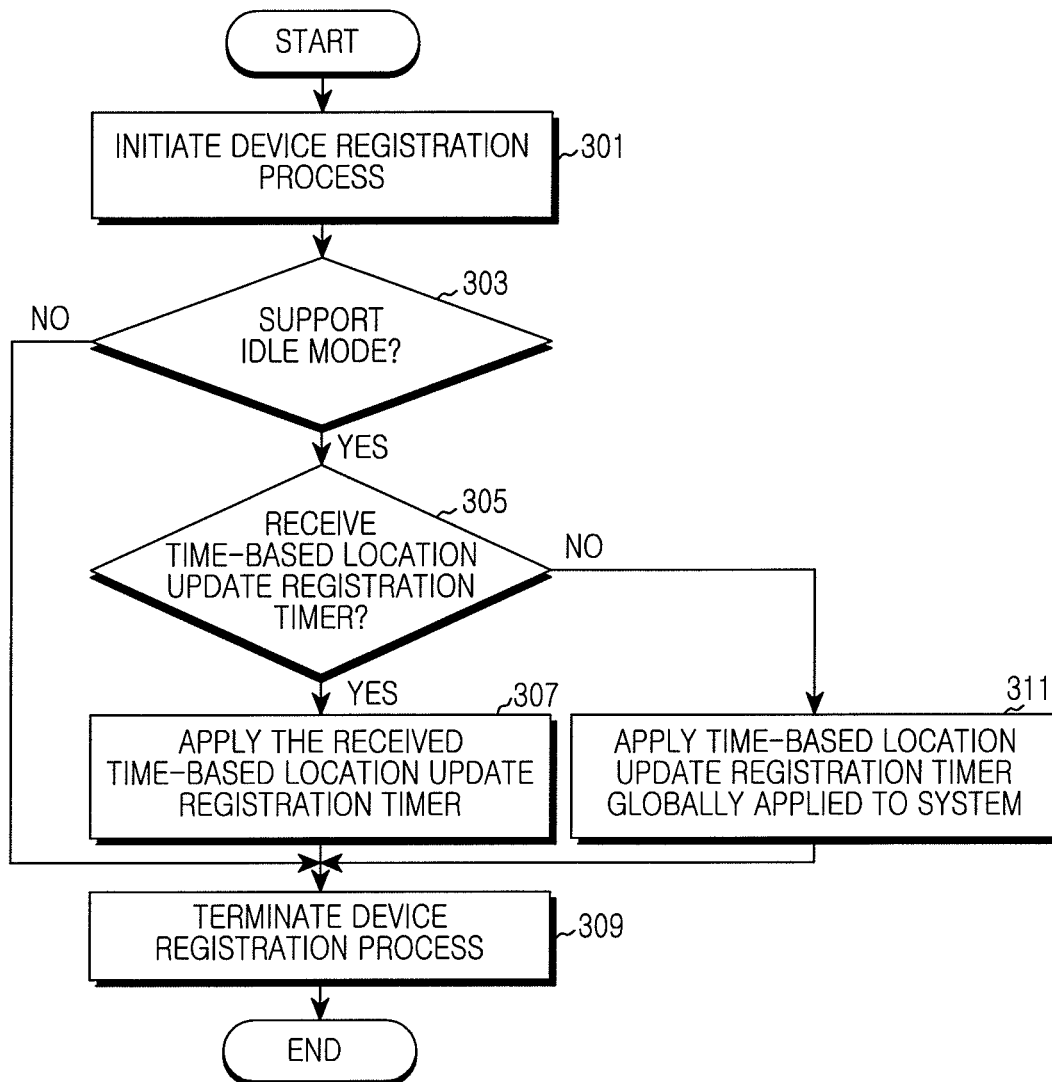 START
INITIATE DEVICE REGISTRATION
PROCESS
301
303
NO
SUPPORT
IDLE MODE?
YES
305
RECEIVE
TIME-BASED LOCATION
UPDATE REGISTRATION
TIMER?
NO
YES
307
311
APPLY THE RECEIVED
TIME-BASED LOCATION UPDATE
REGISTRATION TIMER
APPLY TIME-BASED LOCATION
UPDATE REGISTRATION TIMER
GLOBALLY APPLIED TO SYSTEM
TERMINATE DEVICE
REGISTRATION PROCESS
309
END